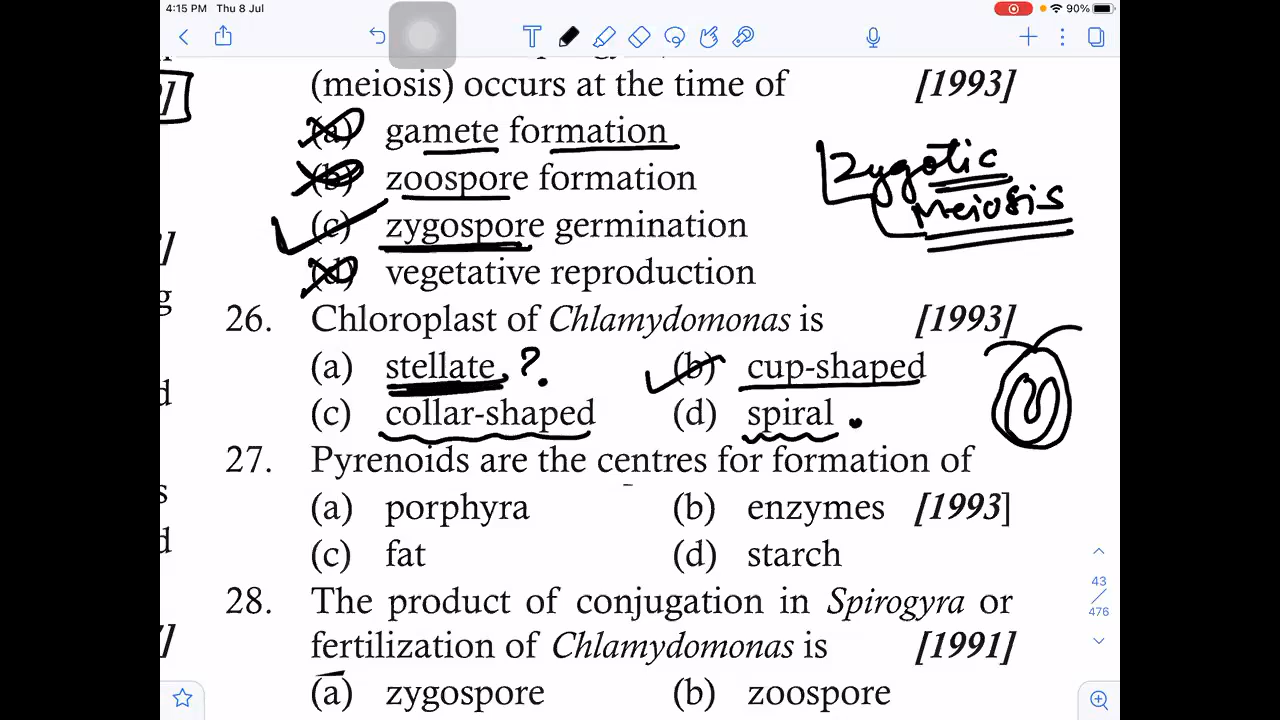 4:15 PM Thu 8 Jul
90%
(meiosis) occurs at the time of [1993]
(a) gamete formation
(b) zoospore formation
(c) zygospore germination
(d) vegetative reproduction
Zygotic
Meiosis
26. Chloroplast of Chlamydomonas is [1993]
(a) stellate ? (b) cup-shaped
(c) collar-shaped (d) spiral
27. Pyrenoids are the centres for formation of
(a) porphyra (b) enzymes [1993]
(c) fat (d) starch
28. The product of conjugation in Spirogyra or
fertilization of Chlamydomonas is [1991]
(a) zygospore (b) zoospore
43
/
476